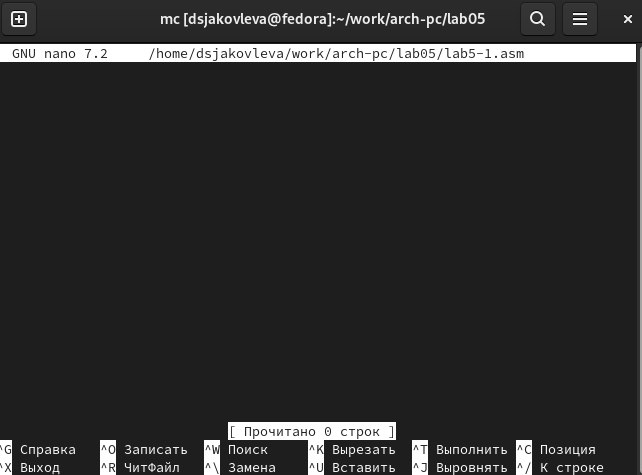 mc [dsjakovleva@fedora]:~/work/arch-pc/lab05
GNU nano 7.2 /home/dsjakovleva/work/arch-pc/lab05/lab5-1.asm
[ Прочитано 0 строк ]
^G Справка ^O Записать ^W Поиск ^K Вырезать ^T Выполнить ^C Позиция
^X Выход ^R ЧитФайл ^\ Замена ^U Вставить ^J Выровнять ^/ К строке